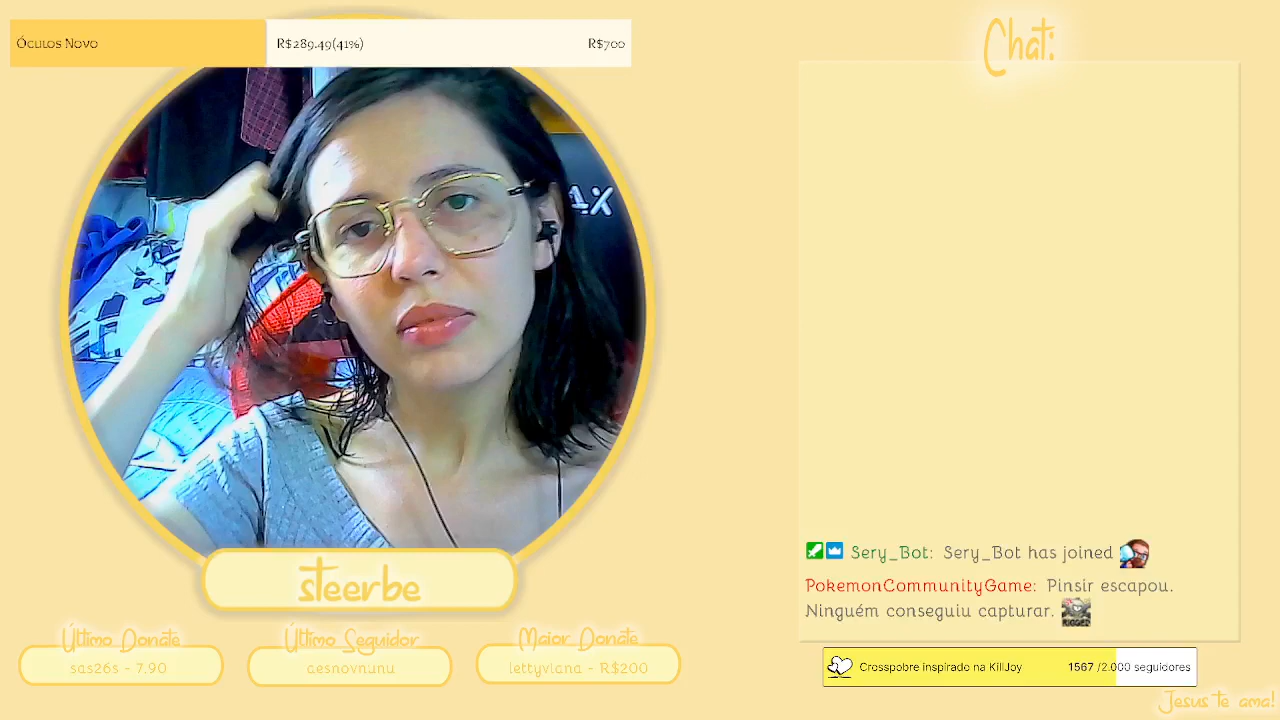 Óculos Novo R$289.49(41%) R$700
Chat:
Sery_Bot: Sery_Bot has joined
PokemonCommunityGame: Pinsir escapou.
Ninguém conseguiu capturar.
RIGGED
steerbe
Último Donate
sas26s - 7.90
Último Seguidor
aesnovnunu
Maior Donate
lettyviana - R$200
Crosspobre inspirado na KillJoy 1567 /2.000 seguidores
Jesus te ama!